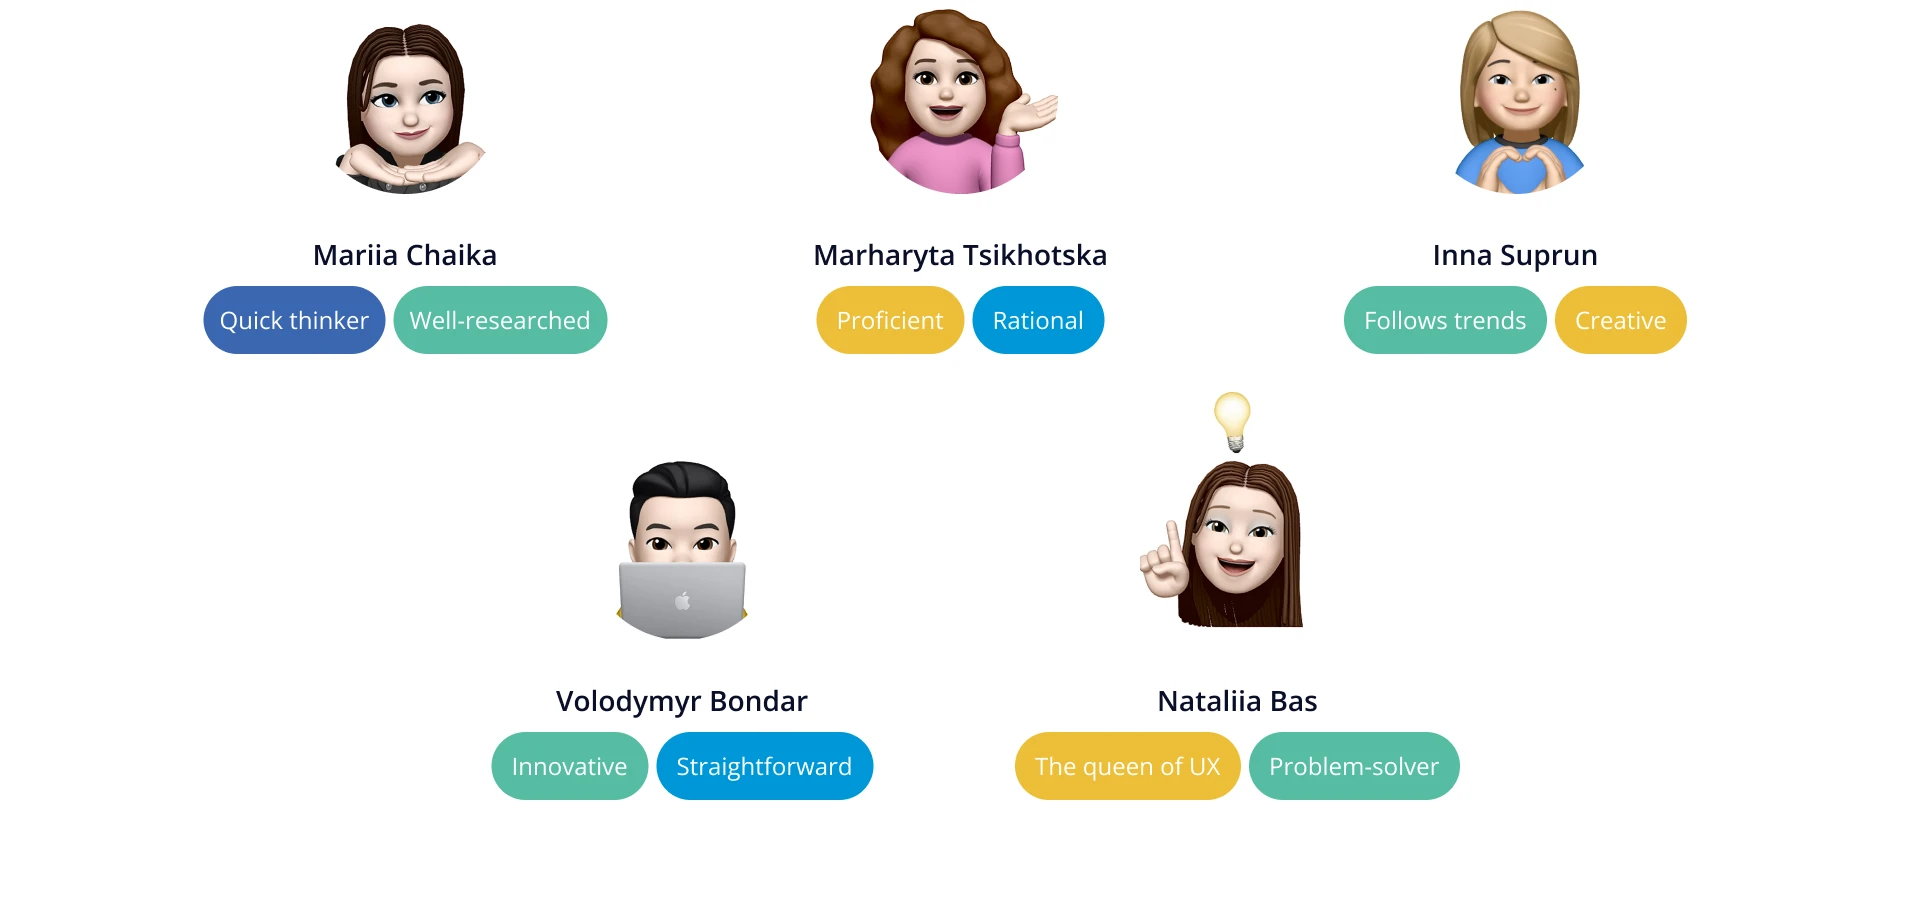 Mariia Chaika
Quick thinker
Well-researched
Marharyta Tsikhotska
Proficient
Rational
Inna Suprun
Follows trends
Creative
Volodymyr Bondar
Innovative
Straightforward
Nataliia Bas
The queen of UX
Problem-solver